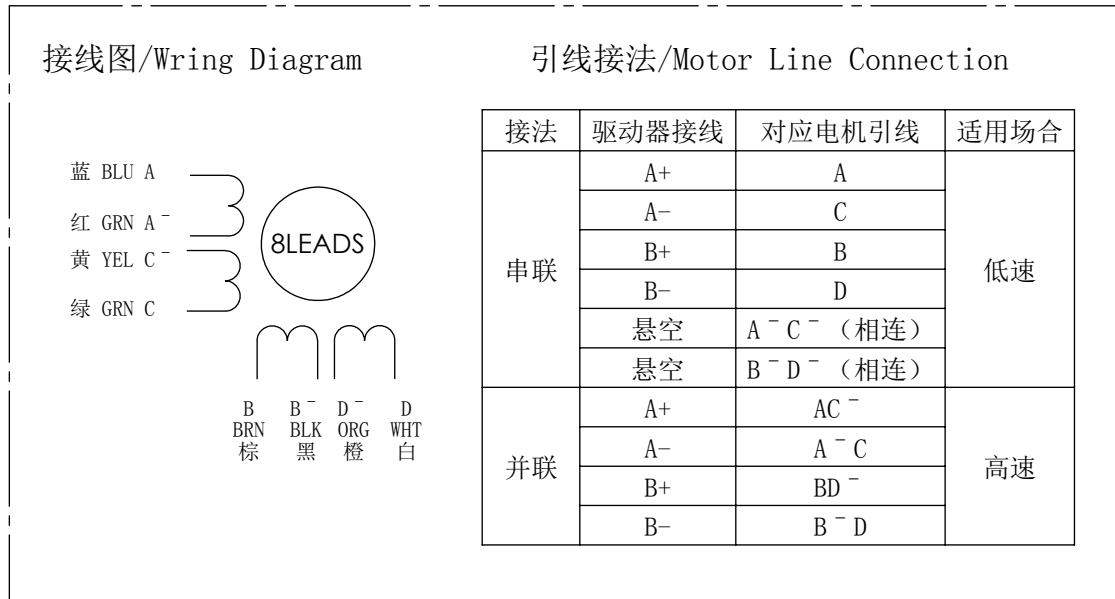 接线图/Wring Diagram
蓝 BLU A
红 GRN A⁻
黄 YEL C⁻
绿 GRN C
8LEADS
B B⁻ D⁻ D
BRN BLK ORG WHT
棕 黑 橙 白
引线接法/Motor Line Connection
接法 驱动器接线 对应电机引线 适用场合
串联 低速
A+ A
A- C
B+ B
B- D
悬空 A⁻C⁻（相连）
悬空 B⁻D⁻（相连）
并联 高速
A+ AC⁻
A- A⁻C
B+ BD⁻
B- B⁻D